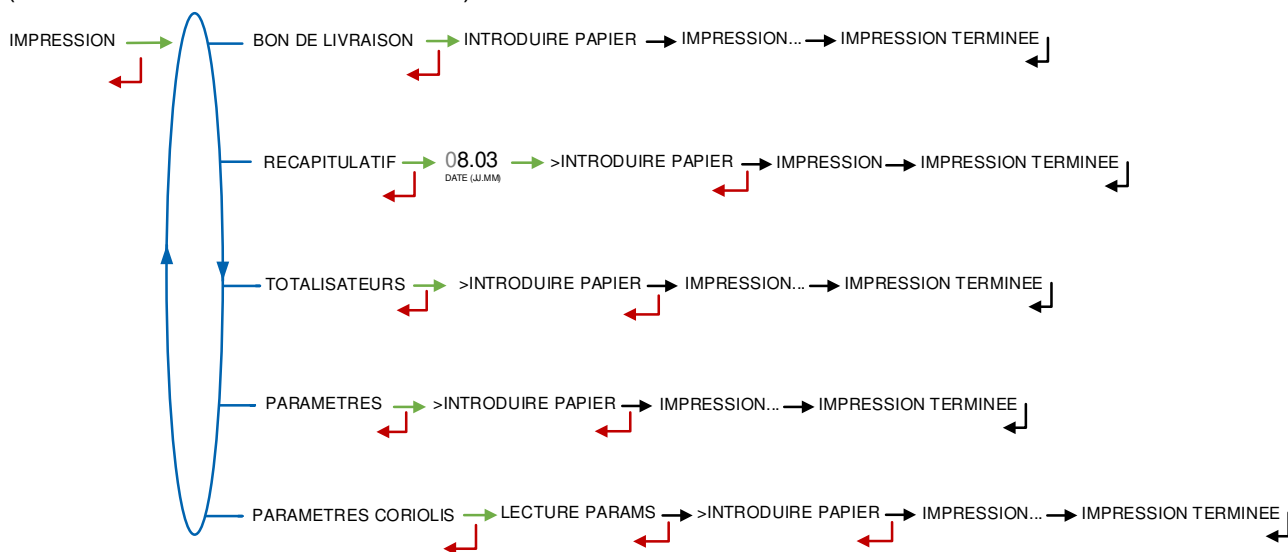 IMPRESSION BON DE LIVRAISON INTRODUIRE PAPIER IMPRESSION... IMPRESSION TERMINEE
RECAPITULATIF 08.03 >INTRODUIRE PAPIER IMPRESSION IMPRESSION TERMINEE
DATE (JJ.MM)
TOTALISATEURS >INTRODUIRE PAPIER IMPRESSION... IMPRESSION TERMINEE
PARAMETRES >INTRODUIRE PAPIER IMPRESSION... IMPRESSION TERMINEE
PARAMETRES CORIOLIS LECTURE PARAMS >INTRODUIRE PAPIER IMPRESSION... IMPRESSION TERMINEE